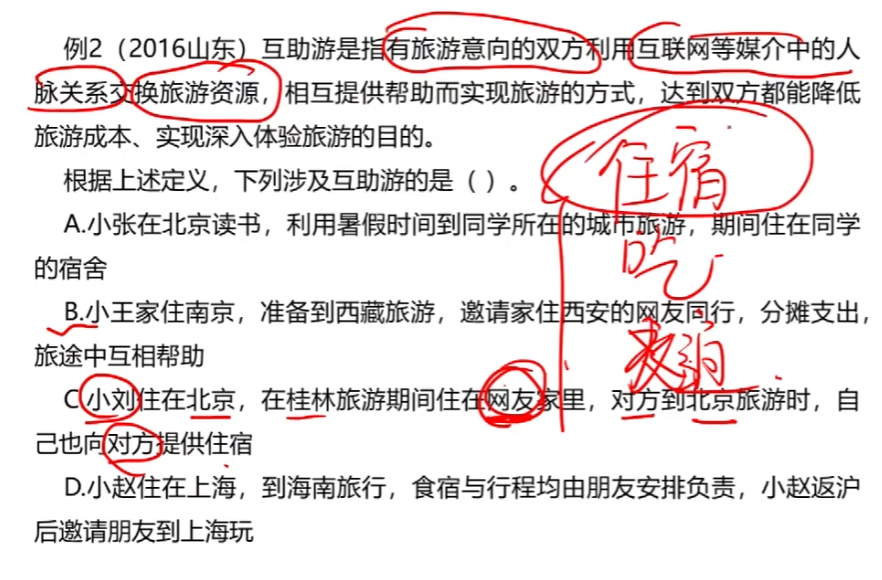 例2（2016山东）互助游是指有旅游意向的双方利用互联网等媒介中的人
脉关系交换旅游资源，相互提供帮助而实现旅游的方式，达到双方都能降低
旅游成本、实现深入体验旅游的目的。
住宿
根据上述定义，下列涉及互助游的是（ ）。
A.小张在北京读书，利用暑假时间到同学所在的城市旅游，期间住在同学
的宿舍
吃
B.小王家住南京，准备到西藏旅游，邀请家住西安的网友同行，分摊支出，
旅途中互相帮助
C.小刘住在北京，在桂林旅游期间住在网友家里，对方到北京旅游时，自
己也向对方提供住宿
D.小赵住在上海，到海南旅行，食宿与行程均由朋友安排负责，小赵返沪
后邀请朋友到上海玩